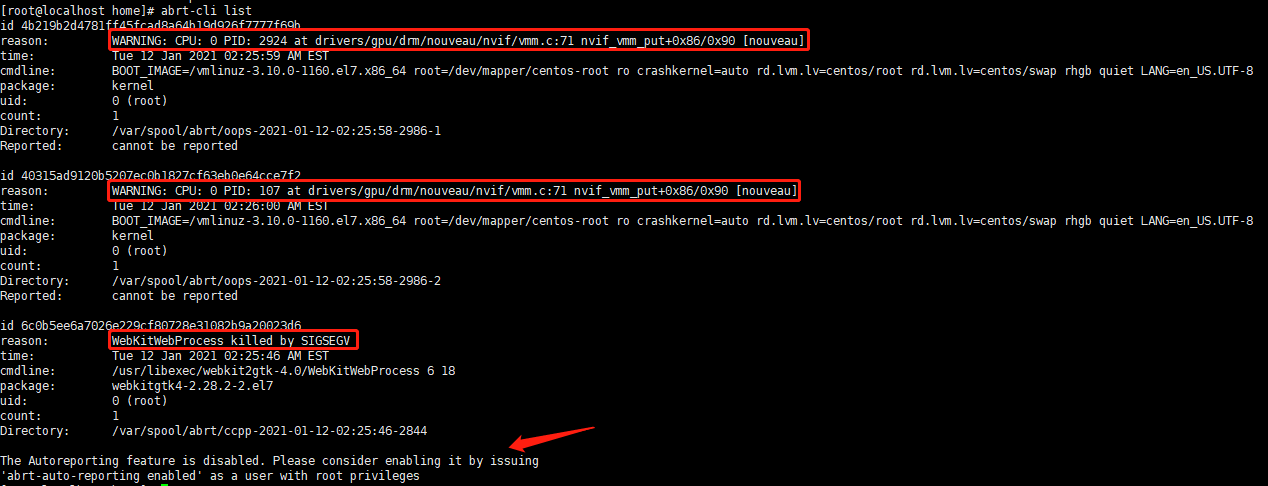 [root@localhost home]# abrt-cli list
id 4b219b2d4781ff45fcad8a64b19d926f7777f69b
reason: WARNING: CPU: 0 PID: 2924 at drivers/gpu/drm/nouveau/nvif/vmm.c:71 nvif_vmm_put+0x86/0x90 [nouveau]
time: Tue 12 Jan 2021 02:25:59 AM EST
cmdline: BOOT_IMAGE=/vmlinuz-3.10.0-1160.el7.x86_64 root=/dev/mapper/centos-root ro crashkernel=auto rd.lvm.lv=centos/root rd.lvm.lv=centos/swap rhgb quiet LANG=en_US.UTF-8
package: kernel
uid: 0 (root)
count: 1
Directory: /var/spool/abrt/oops-2021-01-12-02:25:58-2986-1
Reported: cannot be reported
id 40315ad9120b5207ec0b1827cf63eb0e64cce7f2
reason: WARNING: CPU: 0 PID: 107 at drivers/gpu/drm/nouveau/nvif/vmm.c:71 nvif_vmm_put+0x86/0x90 [nouveau]
time: Tue 12 Jan 2021 02:26:00 AM EST
cmdline: BOOT_IMAGE=/vmlinuz-3.10.0-1160.el7.x86_64 root=/dev/mapper/centos-root ro crashkernel=auto rd.lvm.lv=centos/root rd.lvm.lv=centos/swap rhgb quiet LANG=en_US.UTF-8
package: kernel
uid: 0 (root)
count: 1
Directory: /var/spool/abrt/oops-2021-01-12-02:25:58-2986-2
Reported: cannot be reported
id 6c0b5ee6a7026e229cf80728e31082b9a20023d6
reason: WebKitWebProcess killed by SIGSEGV
time: Tue 12 Jan 2021 02:25:46 AM EST
cmdline: /usr/libexec/webkit2gtk-4.0/WebKitWebProcess 6 18
package: webkitgtk4-2.28.2-2.el7
uid: 0 (root)
count: 1
Directory: /var/spool/abrt/ccpp-2021-01-12-02:25:46-2844
The Autoreporting feature is disabled. Please consider enabling it by issuing
'abrt-auto-reporting enabled' as a user with root privileges